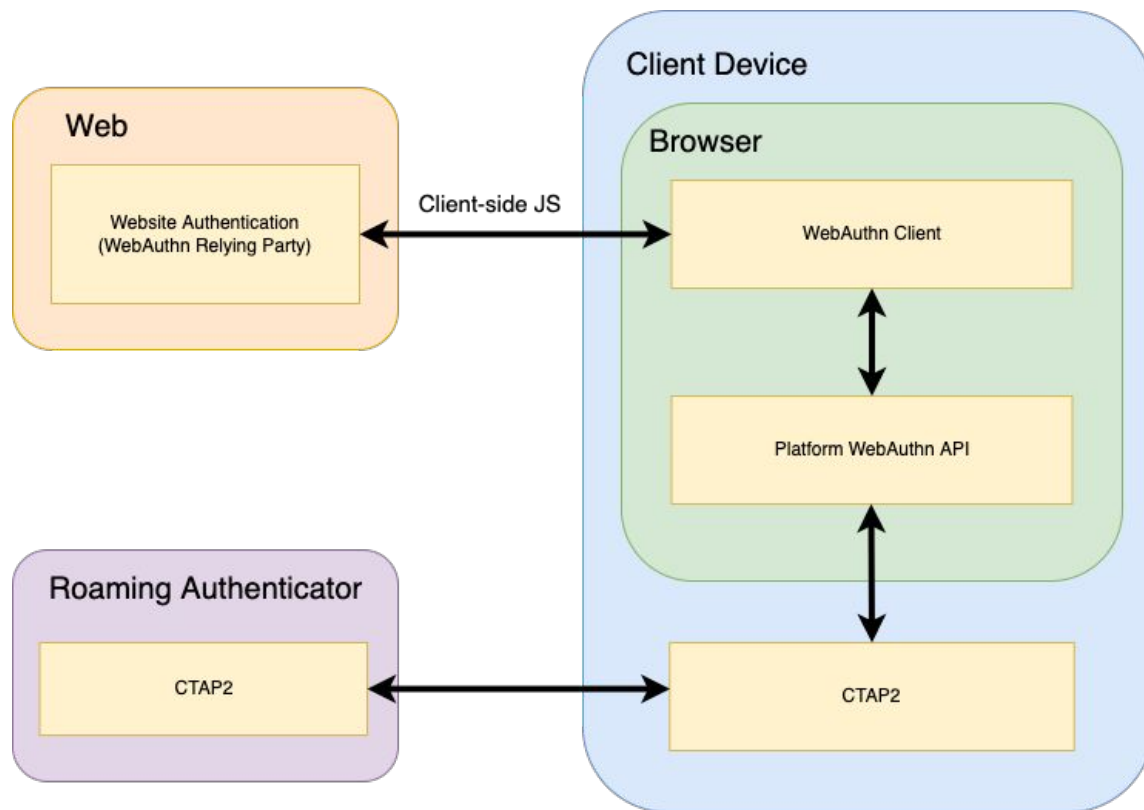 Client Device
Web
Browser
Website Authentication
(WebAuthn Relying Party)
Client-side JS
WebAuthn Client
Platform WebAuthn API
Roaming Authenticator
CTAP2
CTAP2